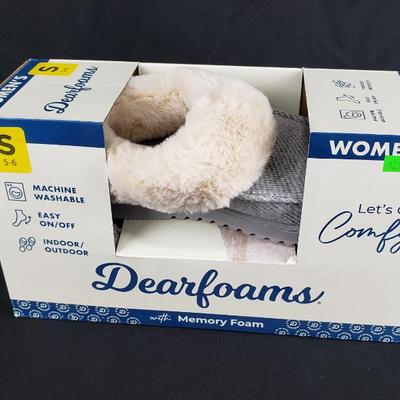 WOMEN'S
S
Dearfoams
S
5-6
MACHINE
WASHABLE
EASY
ON/OFF
INDOOR/
OUTDOOR
WOME
Let's
Comf
Dearfoams
with Memory Foam